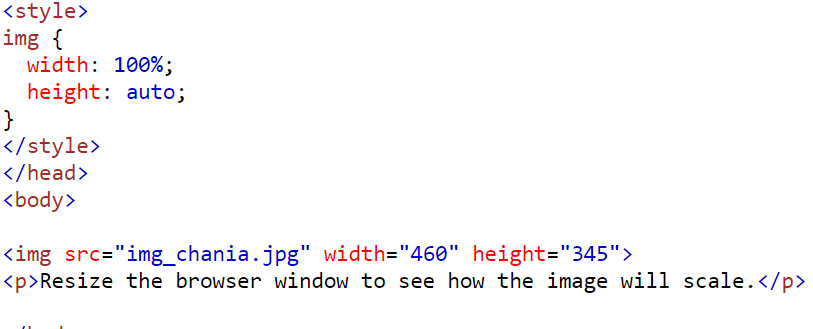 <style>
img {
  width: 100%;
  height: auto;
}
</style>
</head>
<body>

<img src="img_chania.jpg" width="460" height="345">
<p>Resize the browser window to see how the image will scale.</p>